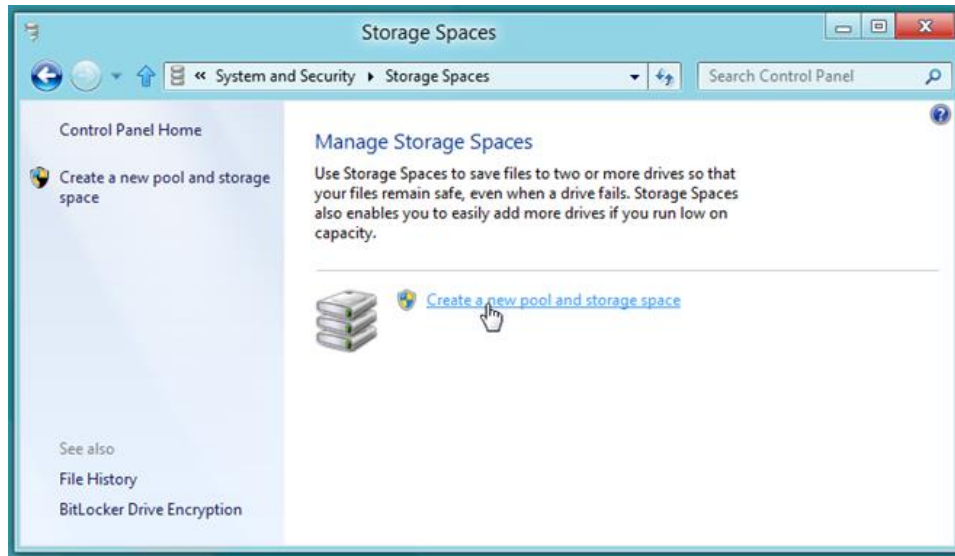 Storage Spaces
« System and Security ▸ Storage Spaces
Search Control Panel
Control Panel Home
Create a new pool and storage
space
See also
File History
BitLocker Drive Encryption
Manage Storage Spaces
Use Storage Spaces to save files to two or more drives so that
your files remain safe, even when a drive fails. Storage Spaces
also enables you to easily add more drives if you run low on
capacity.
Create a new pool and storage space